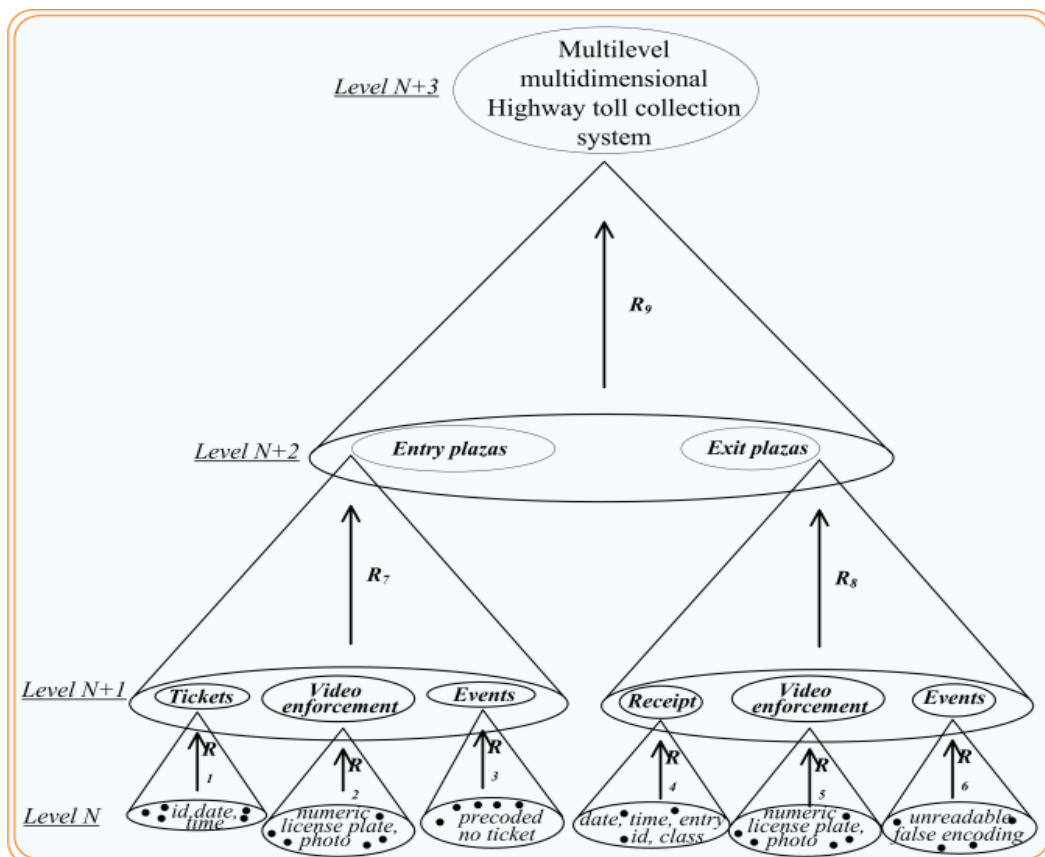 Multilevel
multidimensional
Highway toll collection
system
Level N+3
R9
Level N+2
Entry plazas
Exit plazas
R7
R8
Level N+1
Tickets
Video
enforcement
Events
Receipt
Video
enforcement
Events
R
1
R
2
R
3
R
4
R
5
R
6
Level N
id,date,
time
numeric
license plate,
photo
precoded
no ticket
date, time, entry
id, class
numeric
license plate,
photo
unreadable
false encoding